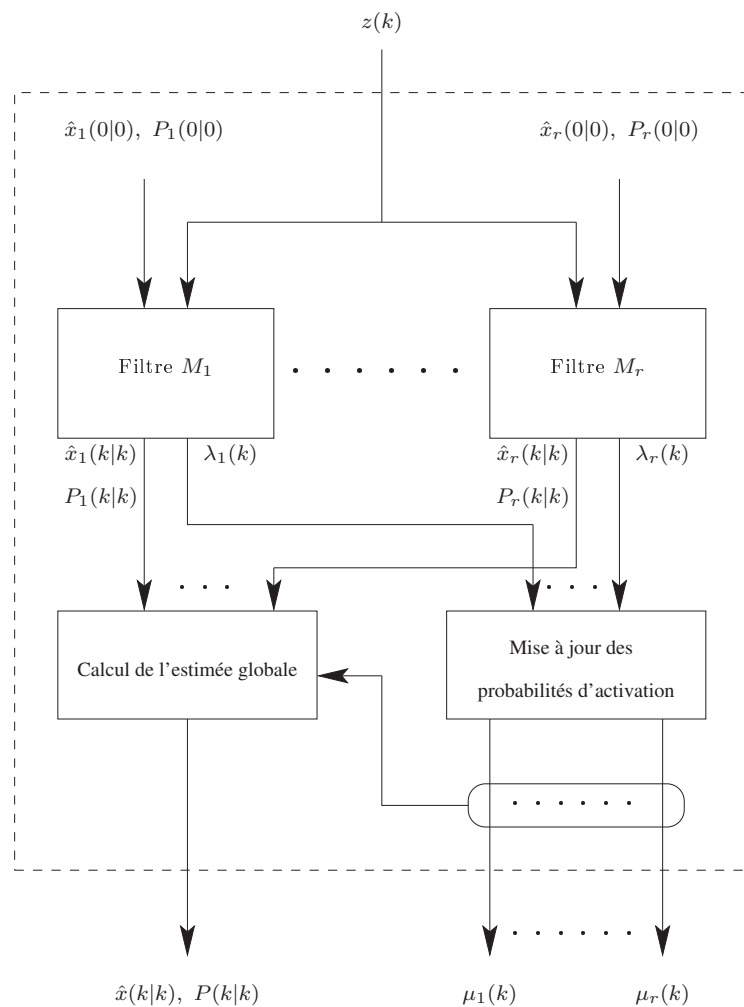 z(k)
x̂₁(0|0), P₁(0|0)
x̂ᵣ(0|0), Pᵣ(0|0)
Filtre M₁
Filtre Mᵣ
x̂₁(k|k)
λ₁(k)
x̂ᵣ(k|k)
λᵣ(k)
P₁(k|k)
Pᵣ(k|k)
Calcul de l'estimée globale
Mise à jour des
probabilités d'activation
x̂(k|k), P(k|k)
μ₁(k)
μᵣ(k)